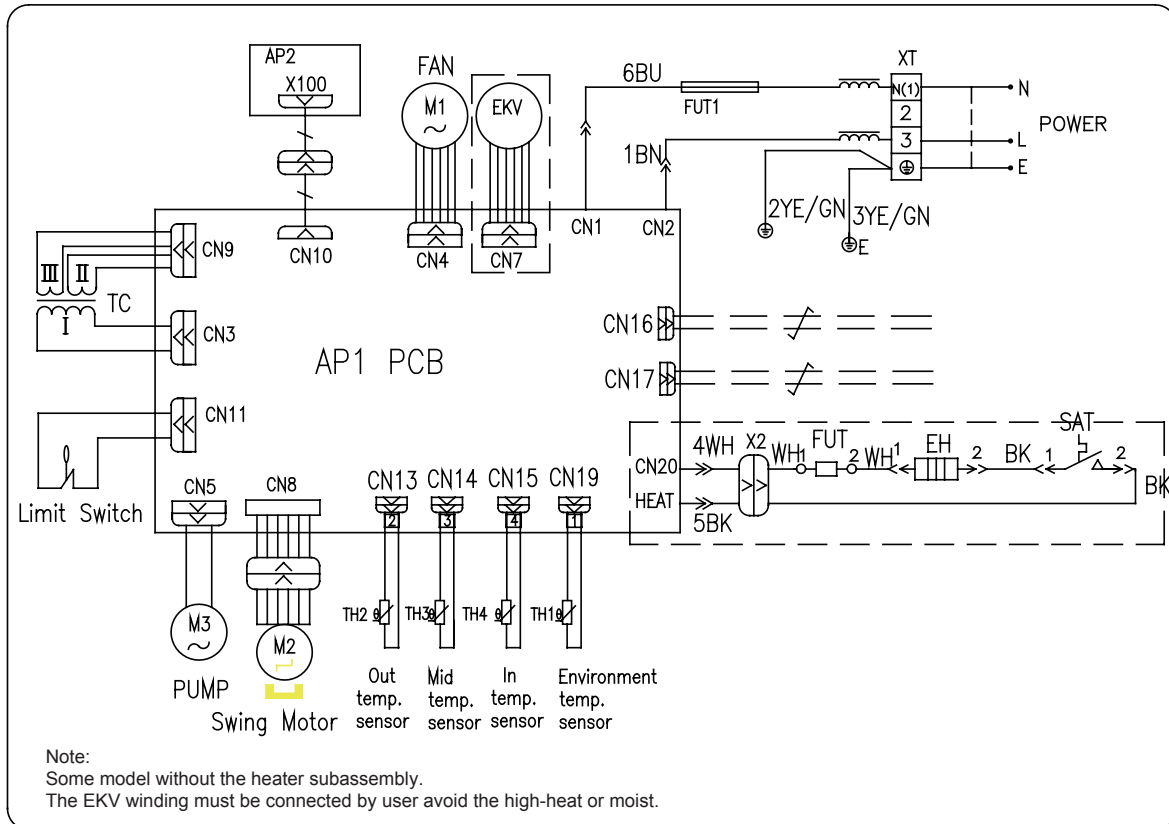 AP2
X100
FAN
M1
EKV
6BU
FUT1
XT
N(1)
N
2
POWER
3
L
E
1BN
2YE/GN
3YE/GN
E
CN1
CN2
CN10
CN4
CN7
CN9
III
II
TC
I
CN3
AP1 PCB
CN16
CN17
CN11
Limit Switch
CN20
HEAT
4WH
5BK
X2
WH
1
FUT
2
WH
1
EH
2
BK
1
SAT
2
BK
CN5
CN8
CN13
CN14
CN15
CN19
2
3
4
1
TH2
TH3
TH4
TH1
M3
PUMP
M2
Swing Motor
Out
temp.
sensor
Mid
temp.
sensor
In
temp.
sensor
Environment
temp.
sensor
Note:
Some model without the heater subassembly.
The EKV winding must be connected by user avoid the high-heat or moist.